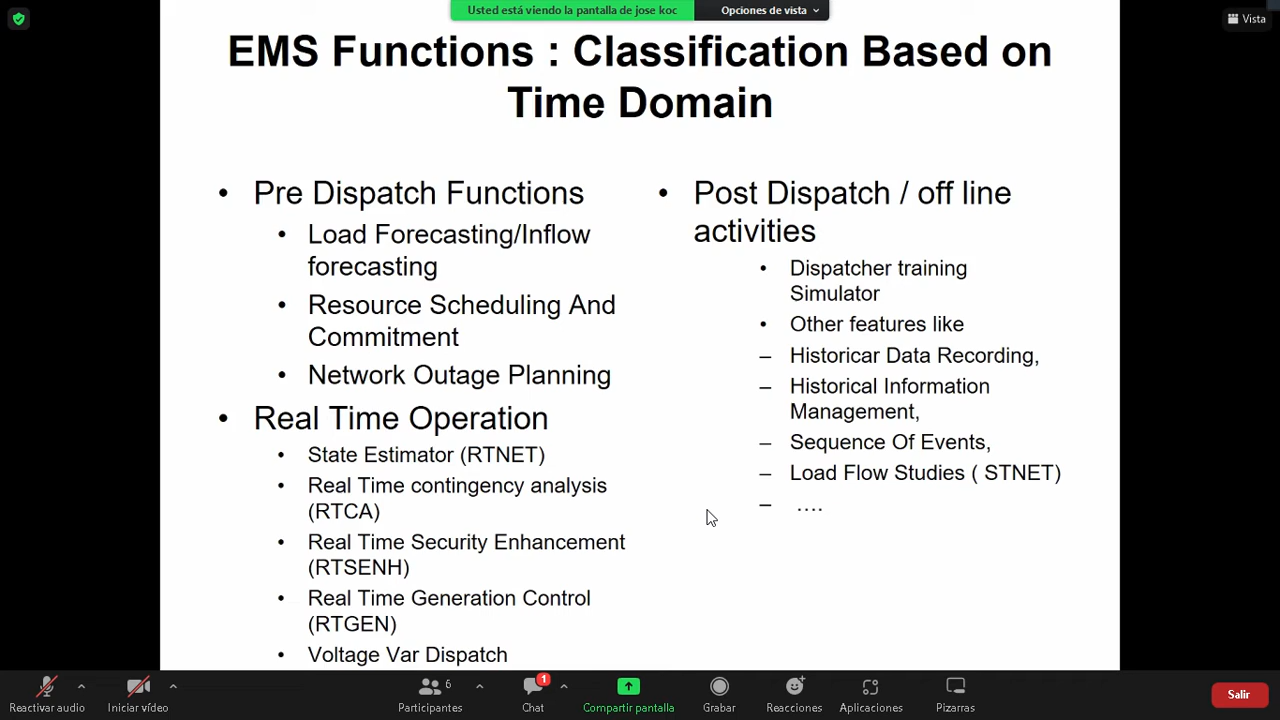 Usted está viendo la pantalla de jose koc
Opciones de vista
Vista
EMS Functions : Classification Based on
Time Domain
• Pre Dispatch Functions
• Load Forecasting/Inflow
forecasting
• Resource Scheduling And
Commitment
• Network Outage Planning
• Real Time Operation
• State Estimator (RTNET)
• Real Time contingency analysis
(RTCA)
• Real Time Security Enhancement
(RTSENH)
• Real Time Generation Control
(RTGEN)
• Voltage Var Dispatch
• Post Dispatch / off line
activities
• Dispatcher training
Simulator
• Other features like
– Historicar Data Recording,
– Historical Information
Management,
– Sequence Of Events,
– Load Flow Studies ( STNET)
– ….
Reactivar audio
Iniciar vídeo
6
Participantes
1
Chat
Compartir pantalla
Grabar
Reacciones
Aplicaciones
Pizarras
Salir